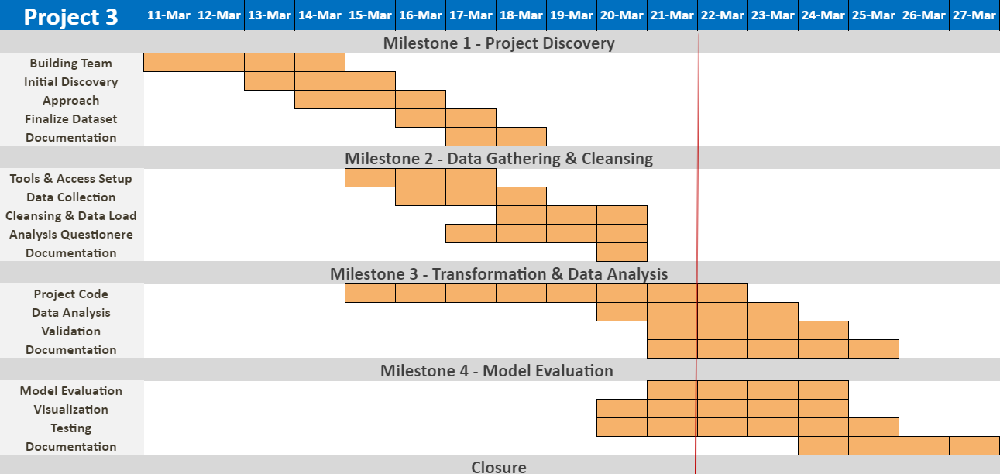 Project 3 11-Mar 12-Mar 13-Mar 14-Mar 15-Mar 16-Mar 17-Mar 18-Mar 19-Mar 20-Mar 21-Mar 22-Mar 23-Mar 24-Mar 25-Mar 26-Mar 27-Mar
Milestone 1 - Project Discovery
Building Team
Initial Discovery
Approach
Finalize Dataset
Documentation
Milestone 2 - Data Gathering & Cleansing
Tools & Access Setup
Data Collection
Cleansing & Data Load
Analysis Questionere
Documentation
Milestone 3 - Transformation & Data Analysis
Project Code
Data Analysis
Validation
Documentation
Milestone 4 - Model Evaluation
Model Evaluation
Visualization
Testing
Documentation
Closure